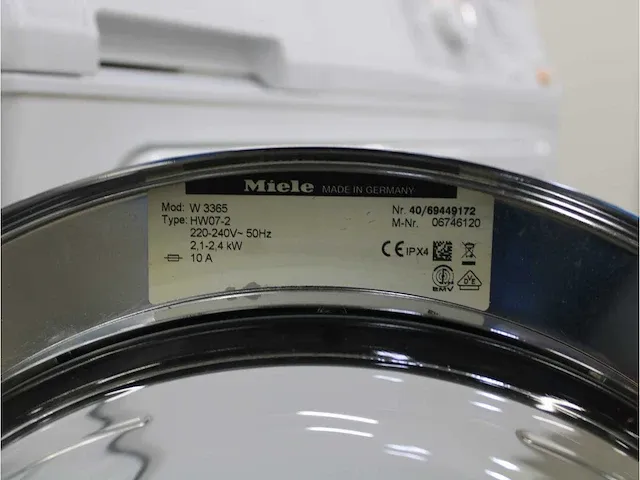 Miele MADE IN GERMANY
Mod: W 3365 Nr. 40/69449172
Type: HW07-2 M-Nr. 06746120
220-240V~ 50Hz
2,1-2,4 kW
CE IPX4
10 A
EMV